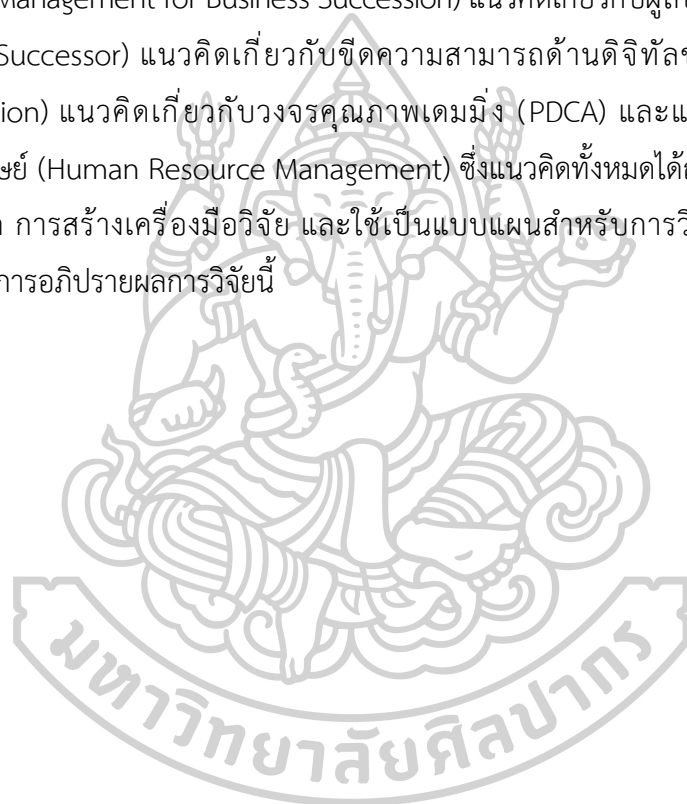 Management for Business Succession) แนวคิดเกี่ยวกับผู้สืบ
Successor) แนวคิดเกี่ยวกับขีดความสามารถด้านดิจิทัล
ion) แนวคิดเกี่ยวกับวงจรคุณภาพเดมมิ่ง (PDCA) และ
ษย์ (Human Resource Management) ซึ่งแนวคิดทั้งหมดได้
การสร้างเครื่องมือวิจัย และใช้เป็นแบบแผนสำหรับการวิ
การอภิปรายผลการวิจัยนี้
มหาวิทยาลัยศิลปากร